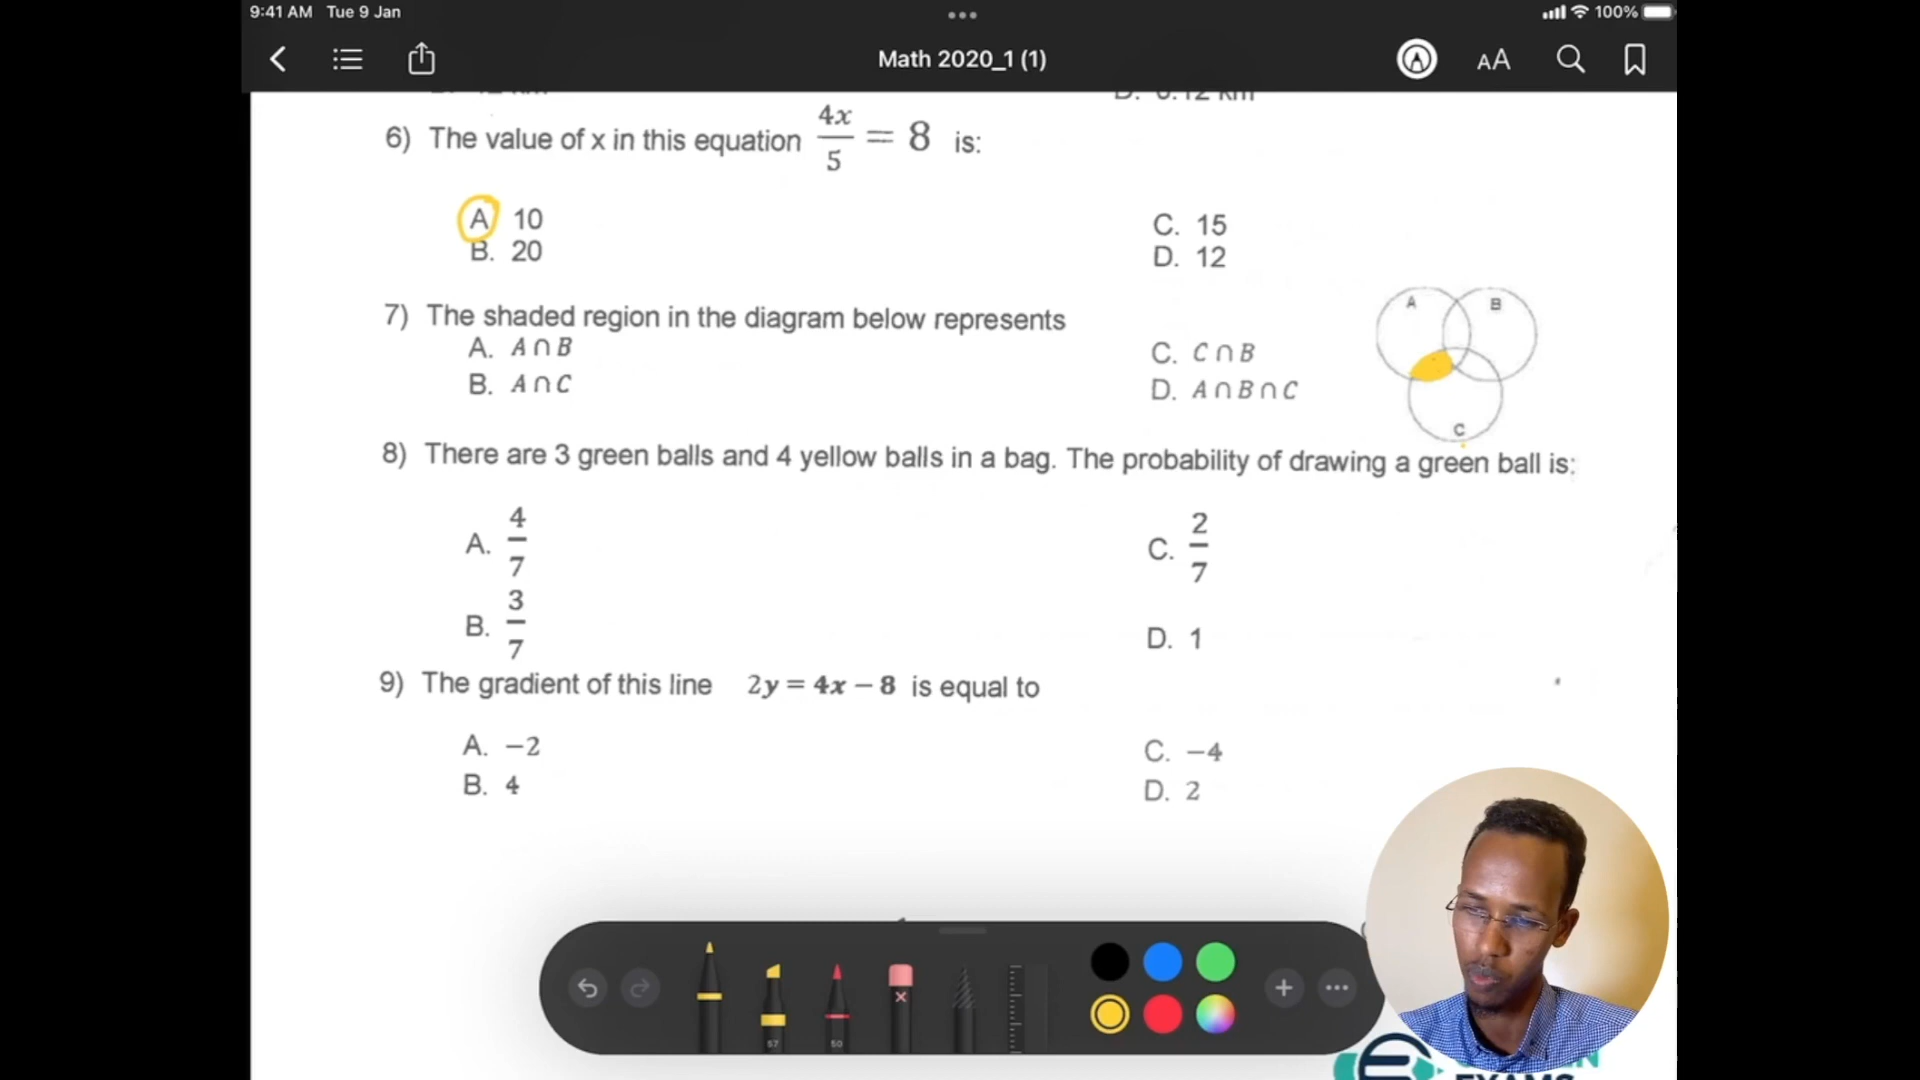 9:41 AM Tue 9 Jan
100%
Math 2020_1 (1)
AA
6) The value of x in this equation 4x/5 = 8 is:
A 10
B. 20
C. 15
D. 12
7) The shaded region in the diagram below represents
A. A ∩ B
B. A ∩ C
C. C ∩ B
D. A ∩ B ∩ C
A
B
C
8) There are 3 green balls and 4 yellow balls in a bag. The probability of drawing a green ball is:
A. 4/7
B. 3/7
C. 2/7
D. 1
9) The gradient of this line 2y = 4x − 8 is equal to
A. −2
B. 4
C. −4
D. 2
57
50
EXAMS